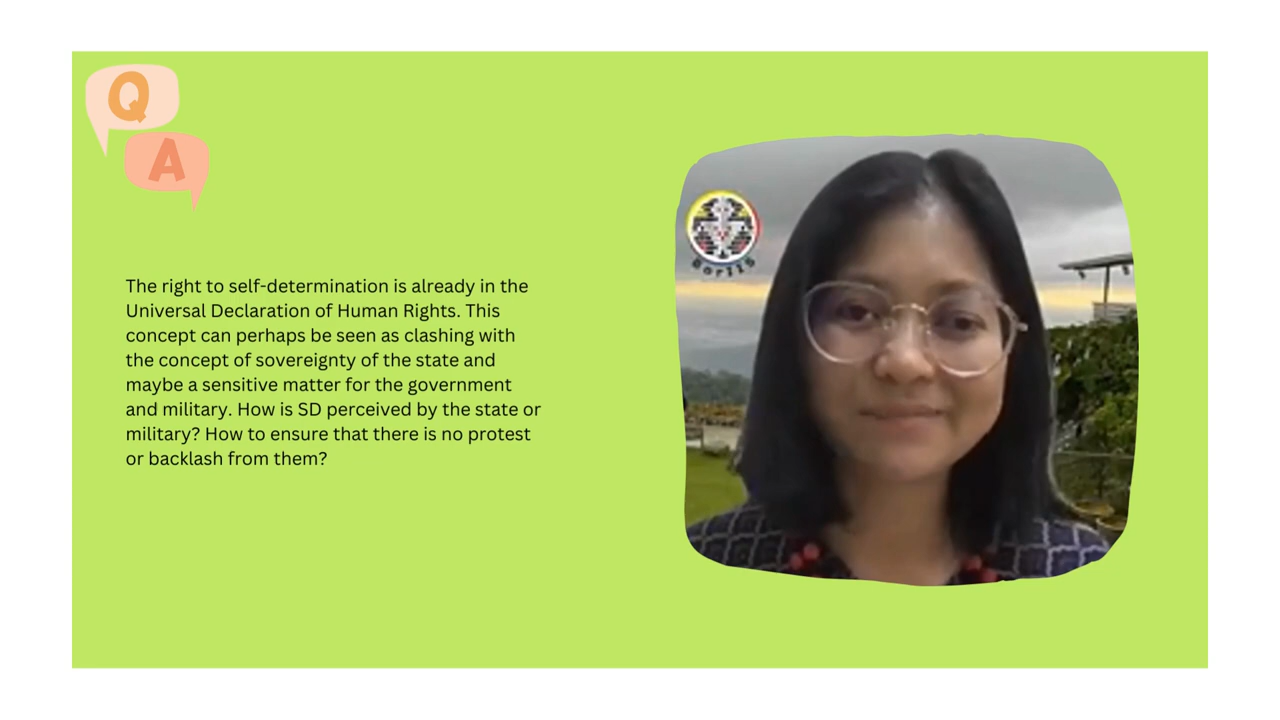 Q
A
The right to self-determination is already in the
Universal Declaration of Human Rights. This
concept can perhaps be seen as clashing with
the concept of sovereignty of the state and
maybe a sensitive matter for the government
and military. How is SD perceived by the state or
military? How to ensure that there is no protest
or backlash from them?